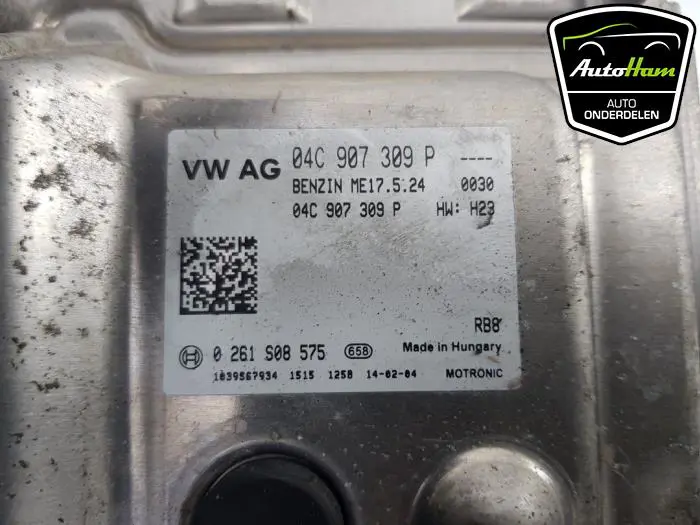 AutoHam
AUTO
ONDERDELEN
VW AG 04C 907 309 P ----
BENZIN ME17.5.24 0030
04C 907 309 P HW: H23
RB8
0 261 S08 575 658 Made in Hungary
1039S67934 1515 1258 14-02-04 MOTRONIC